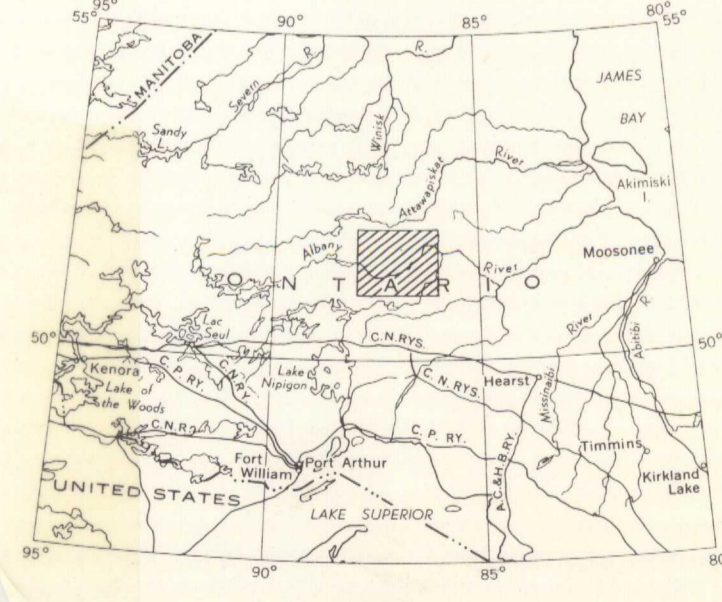 95°
90°
85°
80°
55°
55°
MANITOBA
Severn R.
R.
JAMES
BAY
Sandy
L.
Winisk
Attawapiskat River
Akimiski
I.
Albany River
Moosonee
ONTARIO
Lac
Seul
C.N.RYS.
River
Abitibi R.
50°
50°
Kenora
C. P. RY.
C.N.RY.
Lake
Nipigon
C. N. RYS.
Hearst
Missinaibi
Lake of
the Woods
C.N.R.
Fort
William
Port Arthur
C. P. RY.
A.C.& H.B.RY.
Timmins
Kirkland
Lake
UNITED STATES
LAKE SUPERIOR
95°
90°
85°
80